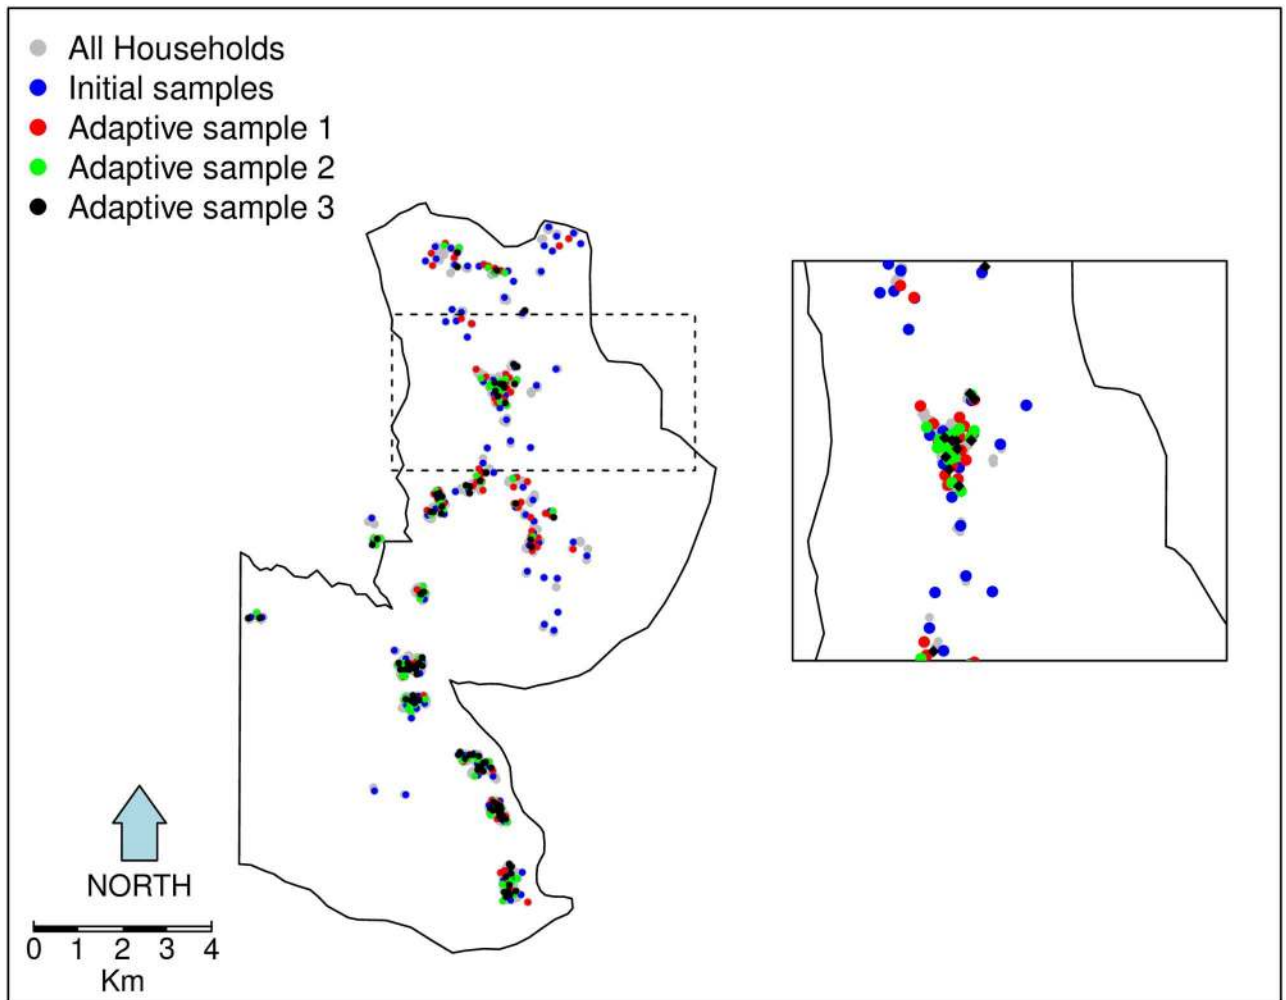 All Households
Initial samples
Adaptive sample 1
Adaptive sample 2
Adaptive sample 3
NORTH
0 1 2 3 4
Km